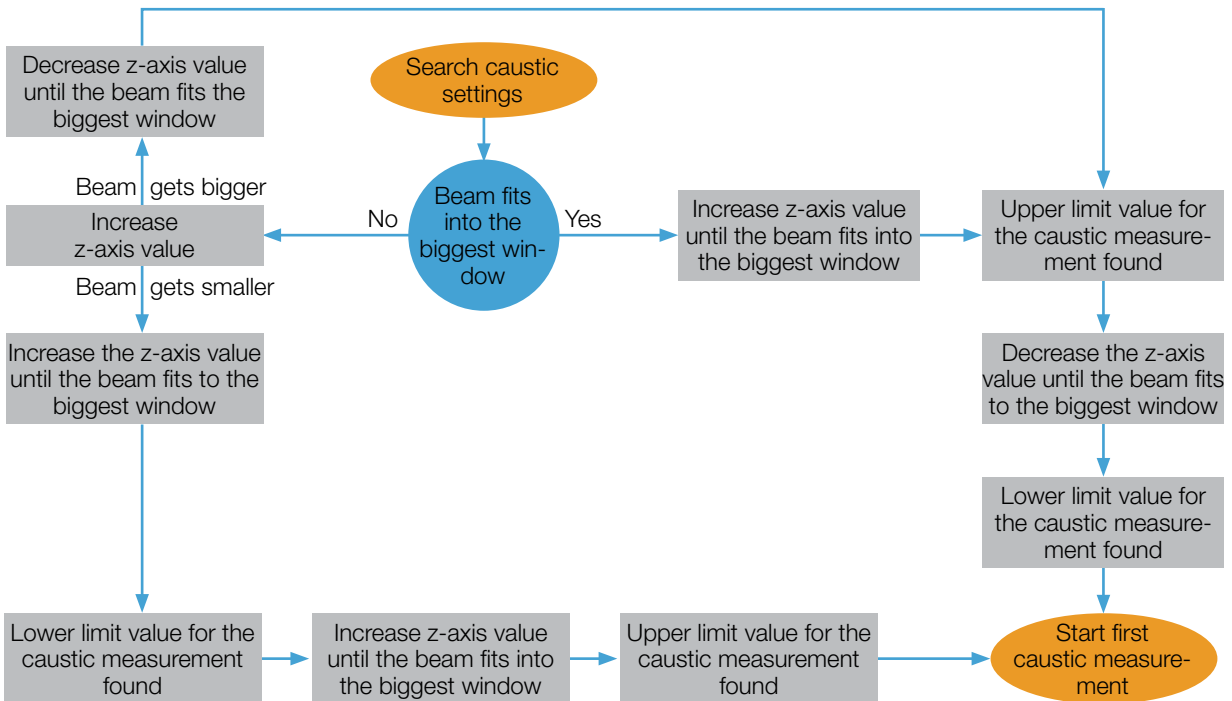 Decrease z-axis value
until the beam fits the
biggest window
Search caustic
settings
Beam gets bigger
Increase
z-axis value
No
Beam fits
into the
biggest win-
dow
Yes
Increase z-axis value
until the beam fits into
the biggest window
Upper limit value for
the caustic measure-
ment found
Beam gets smaller
Increase the z-axis value
until the beam fits to the
biggest window
Decrease the z-axis
value until the beam fits
to the biggest window
Lower limit value for
the caustic measure-
ment found
Lower limit value for the
caustic measurement
found
Increase z-axis value
until the beam fits into
the biggest window
Upper limit value for the
caustic measurement
found
Start first
caustic measure-
ment